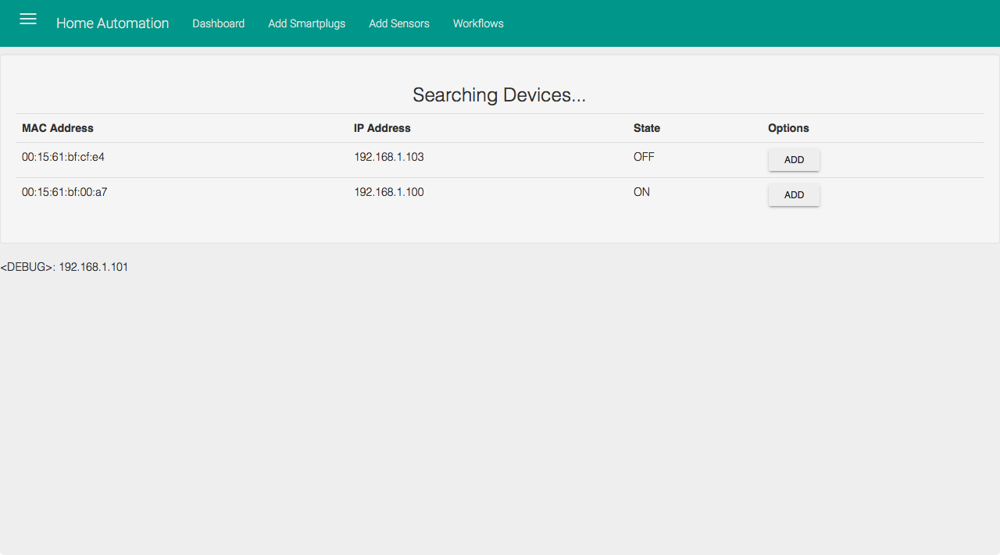 Home Automation Dashboard Add Smartplugs Add Sensors Workflows
Searching Devices...
MAC Address IP Address State Options
00:15:61:bf:cf:e4 192.168.1.103 OFF ADD
00:15:61:bf:00:a7 192.168.1.100 ON ADD
<DEBUG>: 192.168.1.101